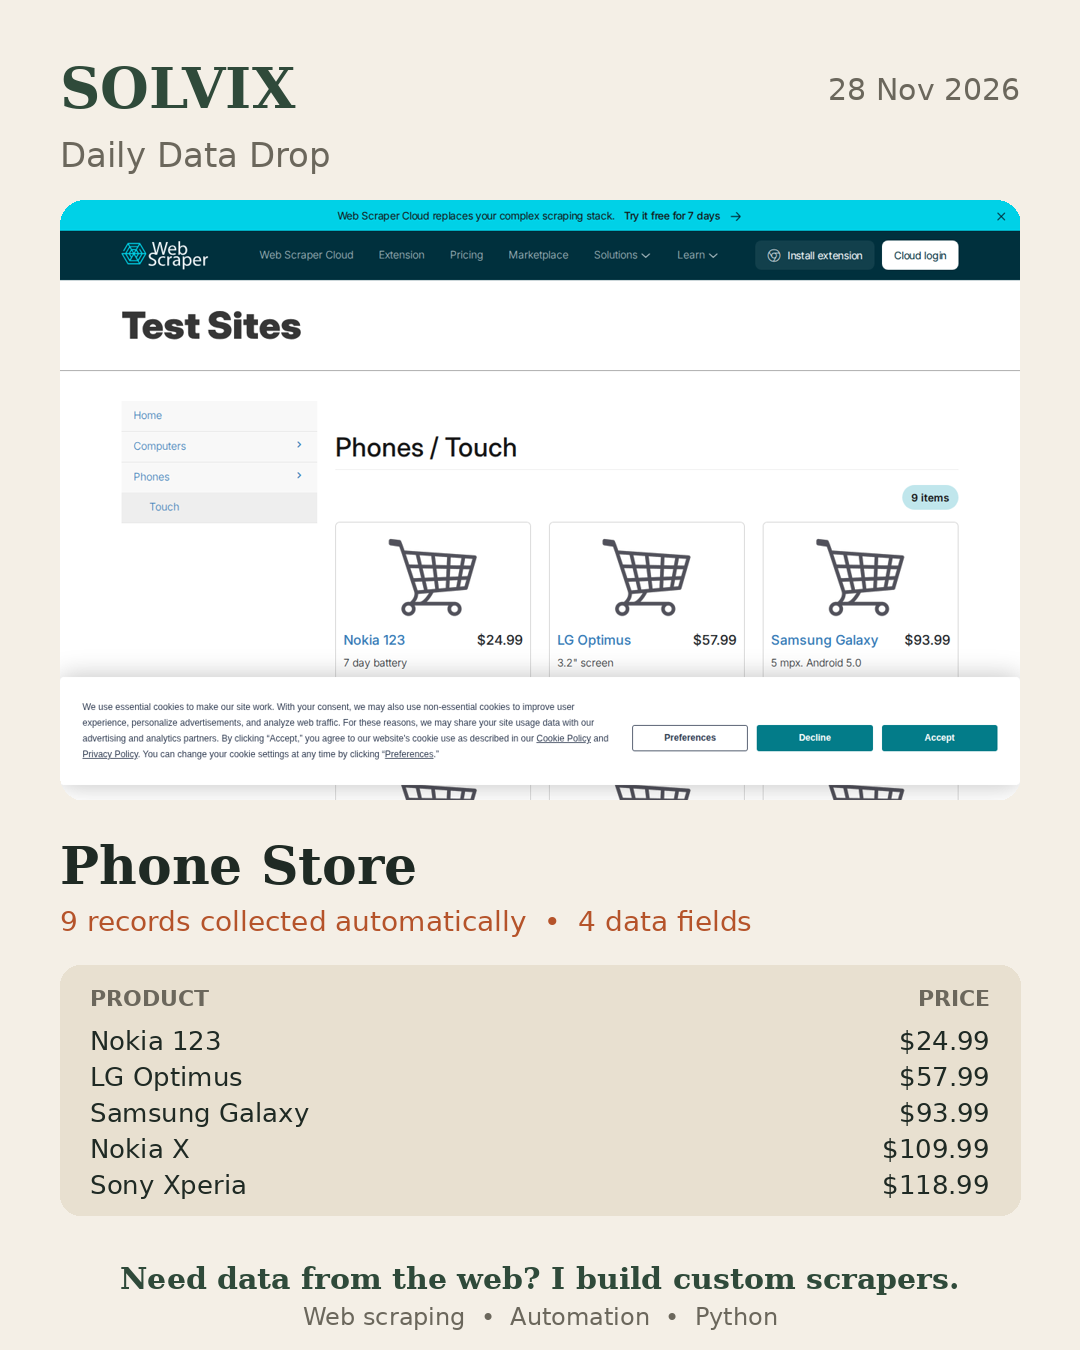 SOLVIX
28 Nov 2026
Daily Data Drop
Web Scraper Cloud replaces your complex scraping stack. Try it free for 7 days →
Web Scraper
Web Scraper Cloud Extension Pricing Marketplace Solutions Learn Install extension Cloud login
Test Sites
Home
Computers
Phones
Touch
Phones / Touch
9 items
Nokia 123 $24.99
7 day battery
LG Optimus $57.99
3.2" screen
Samsung Galaxy $93.99
5 mpx. Android 5.0
We use essential cookies to make our site work. With your consent, we may also use non-essential cookies to improve user
experience, personalize advertisements, and analyze web traffic. For these reasons, we may share your site usage data with our
advertising and analytics partners. By clicking “Accept,” you agree to our website's cookie use as described in our Cookie Policy and
Privacy Policy. You can change your cookie settings at any time by clicking “Preferences.”
Preferences Decline Accept
Phone Store
9 records collected automatically • 4 data fields
PRODUCT PRICE
Nokia 123 $24.99
LG Optimus $57.99
Samsung Galaxy $93.99
Nokia X $109.99
Sony Xperia $118.99
Need data from the web? I build custom scrapers.
Web scraping • Automation • Python